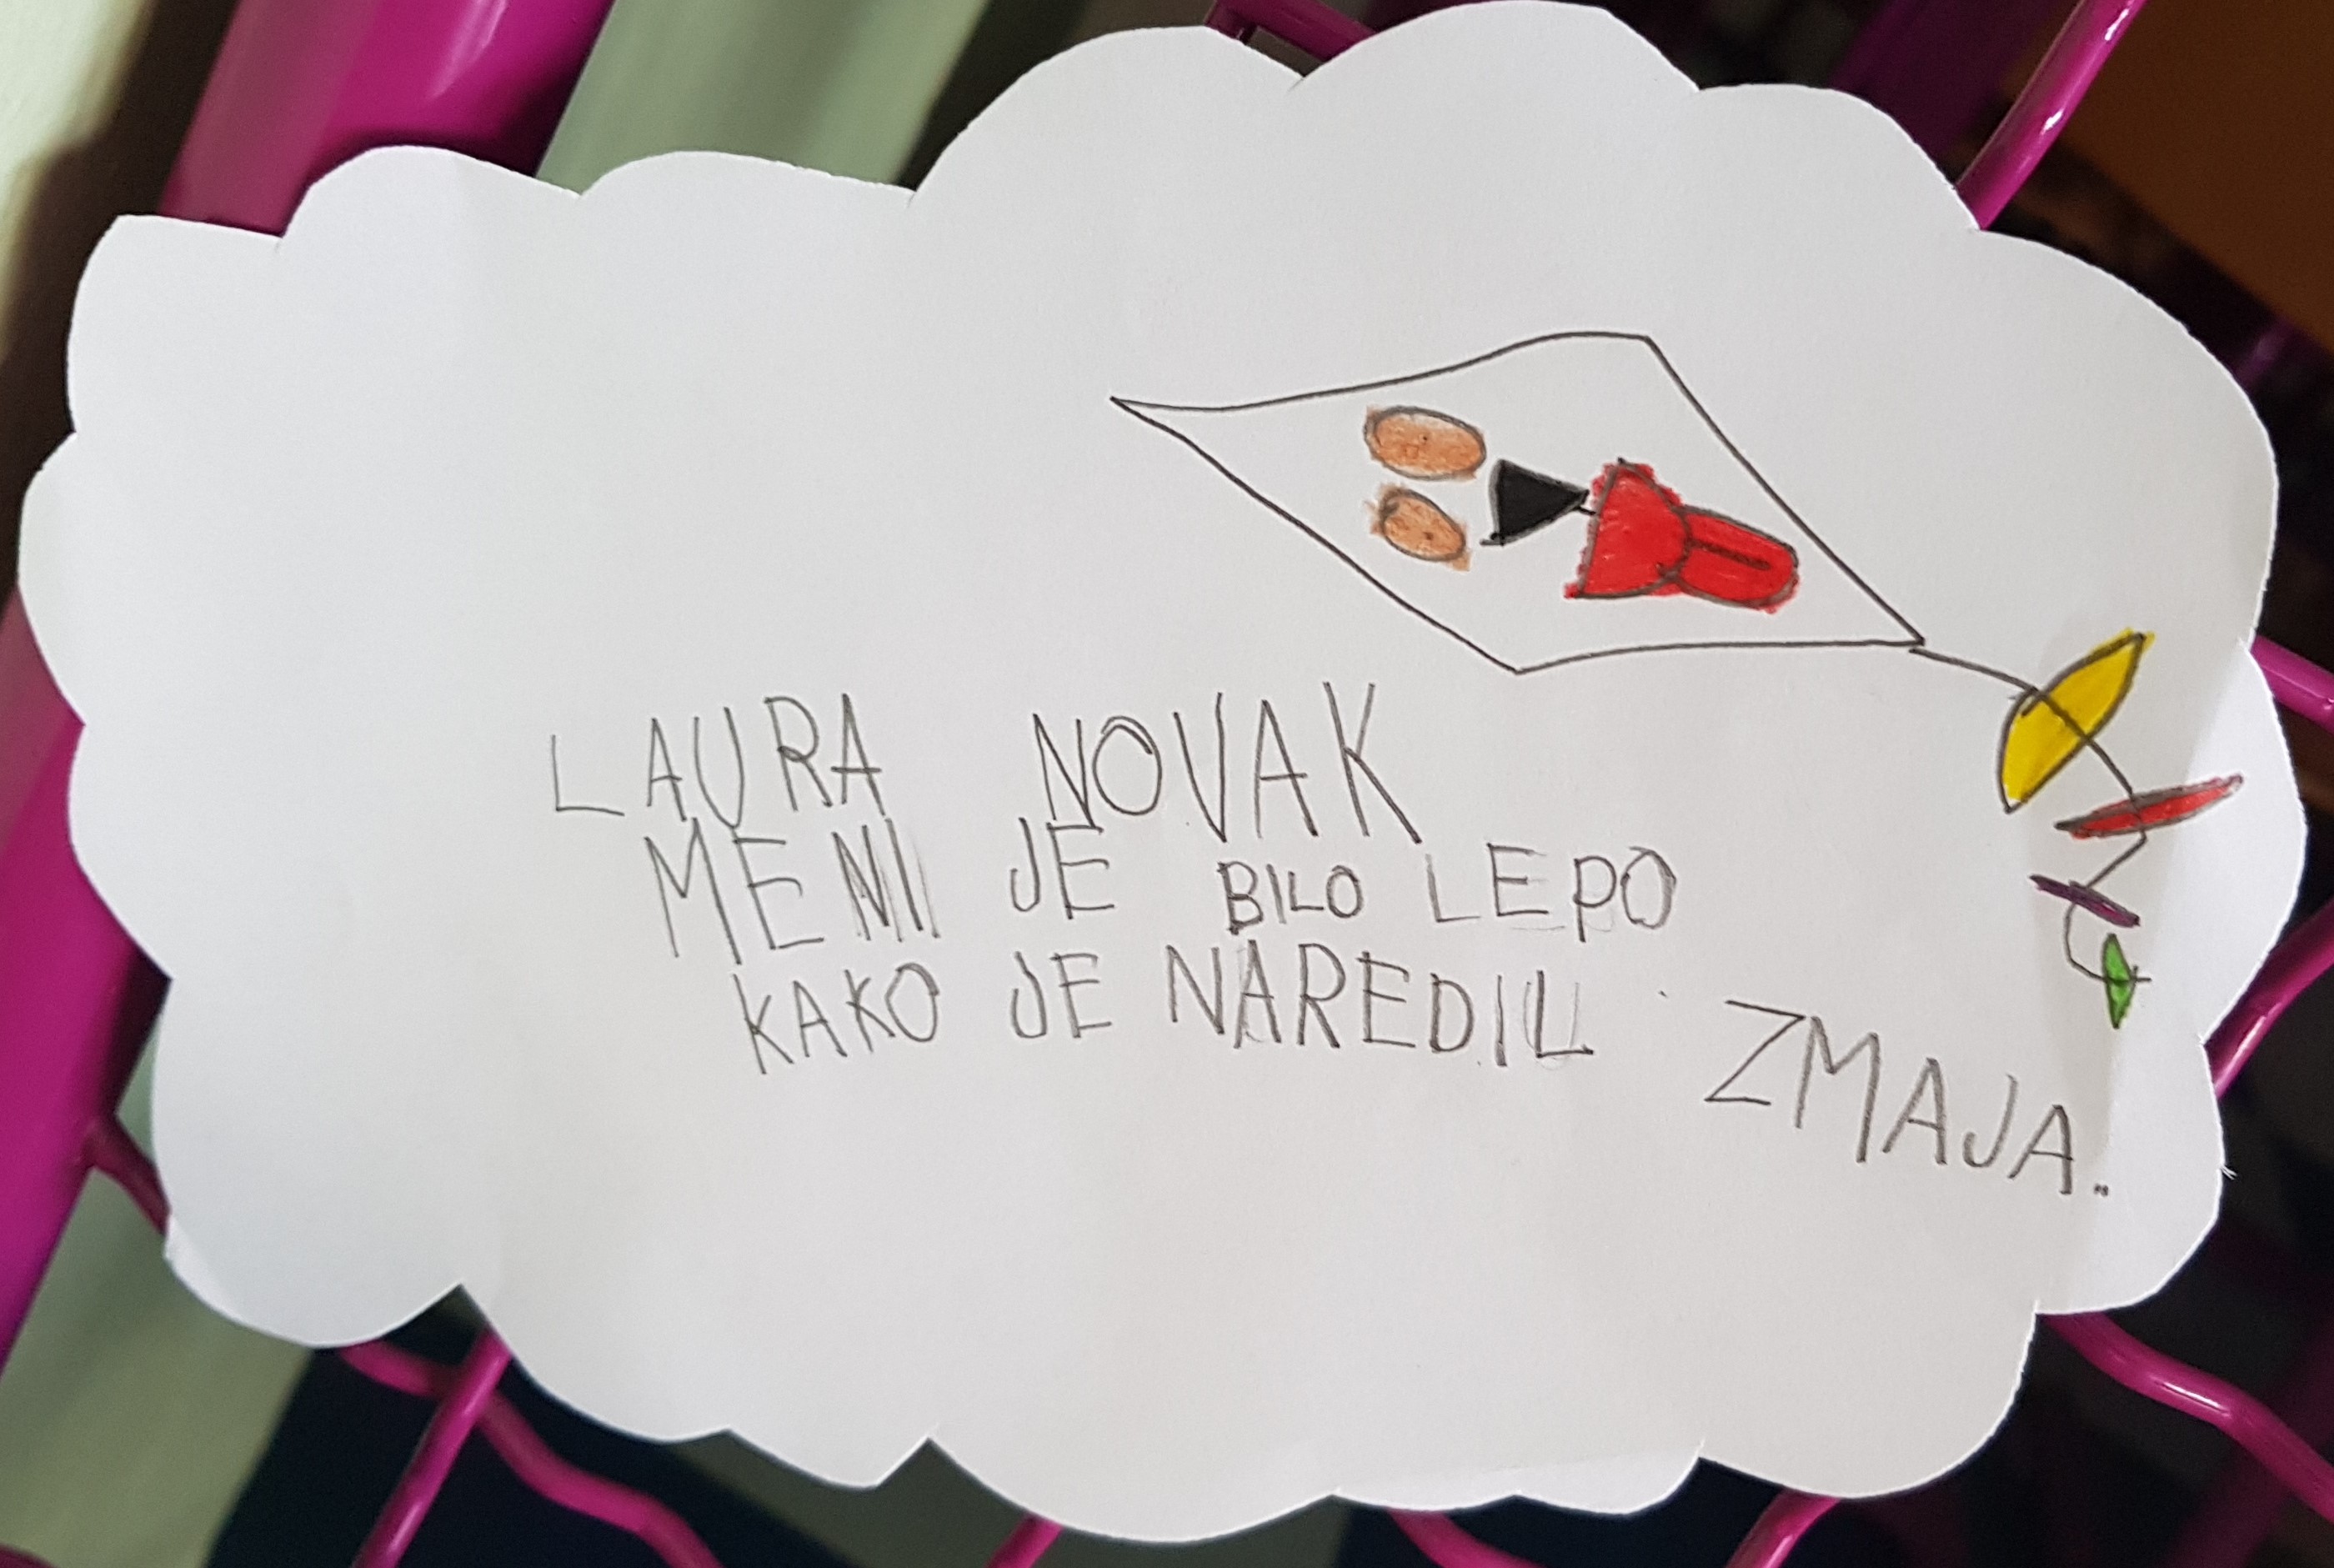 LAURA NOVAK
MENI JE BILO LEPO
KAKO JE NAREDIL ZMAJA.